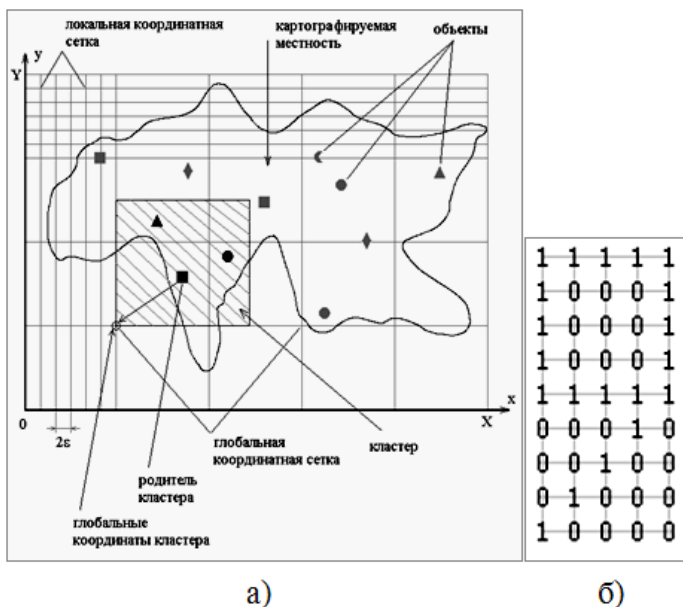 локальная координатная
сетка
картографируемая
местность
объекты
Y
y
0
2ε
X
x
глобальная
координатная сетка
кластер
родитель
кластера
глобальные
координаты кластера
1 1 1 1 1
1 0 0 0 1
1 0 0 0 1
1 0 0 0 1
1 1 1 1 1
0 0 0 1 0
0 0 1 0 0
0 1 0 0 0
1 0 0 0 0
а)
б)